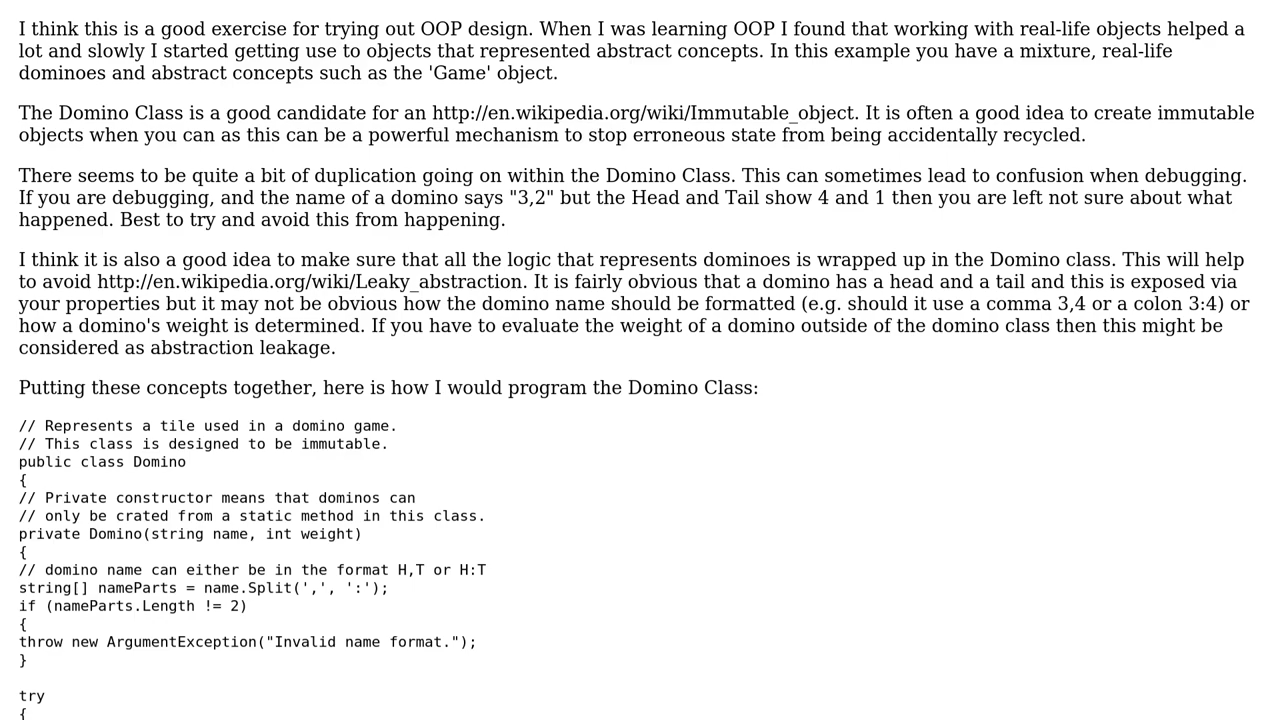 I think this is a good exercise for trying out OOP design. When I was learning OOP I found that working with real-life objects helped a
lot and slowly I started getting use to objects that represented abstract concepts. In this example you have a mixture, real-life
dominoes and abstract concepts such as the 'Game' object.
The Domino Class is a good candidate for an http://en.wikipedia.org/wiki/Immutable_object. It is often a good idea to create immutable
objects when you can as this can be a powerful mechanism to stop erroneous state from being accidentally recycled.
There seems to be quite a bit of duplication going on within the Domino Class. This can sometimes lead to confusion when debugging.
If you are debugging, and the name of a domino says "3,2" but the Head and Tail show 4 and 1 then you are left not sure about what
happened. Best to try and avoid this from happening.
I think it is also a good idea to make sure that all the logic that represents dominoes is wrapped up in the Domino class. This will help
to avoid http://en.wikipedia.org/wiki/Leaky_abstraction. It is fairly obvious that a domino has a head and a tail and this is exposed via
your properties but it may not be obvious how the domino name should be formatted (e.g. should it use a comma 3,4 or a colon 3:4) or
how a domino's weight is determined. If you have to evaluate the weight of a domino outside of the domino class then this might be
considered as abstraction leakage.
Putting these concepts together, here is how I would program the Domino Class:
// Represents a tile used in a domino game.
// This class is designed to be immutable.
public class Domino
{
// Private constructor means that dominos can
// only be crated from a static method in this class.
private Domino(string name, int weight)
{
// domino name can either be in the format H,T or H:T
string[] nameParts = name.Split(',', ':');
if (nameParts.Length != 2)
{
throw new ArgumentException("Invalid name format.");
}
try
{